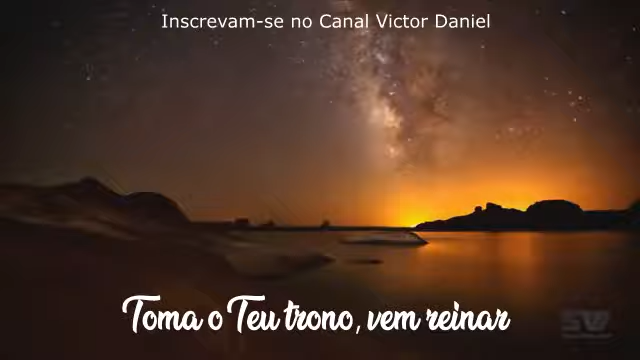 Inscrevam-se no Canal Victor Daniel
Toma o Teu trono, vem reinar